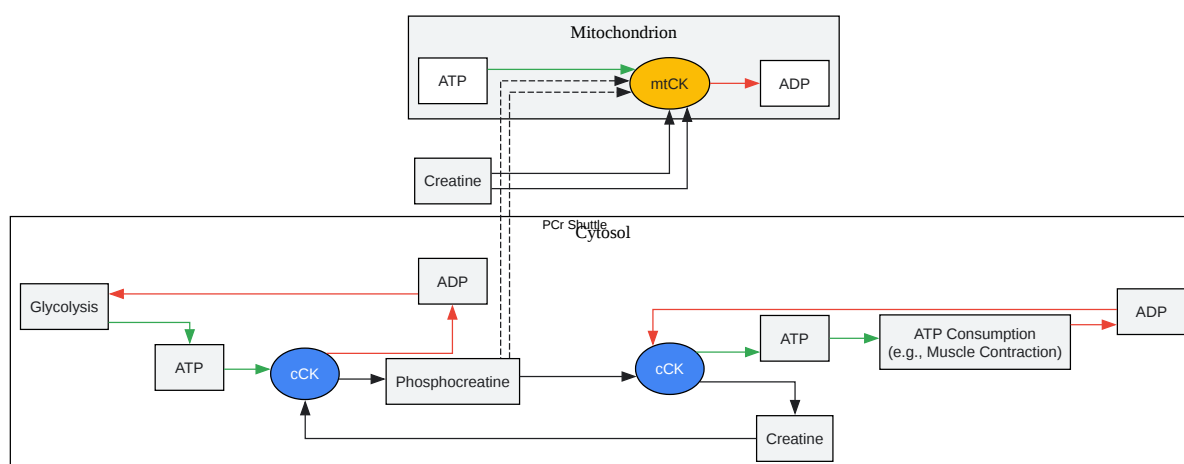 Mitochondrion
ATP
mtCK
ADP
Creatine
PCr Shuttle
Cytosol
ADP
Glycolysis
ADP
ATP
ATP Consumption
(e.g., Muscle Contraction)
ATP
cCK
Phosphocreatine
cCK
Creatine